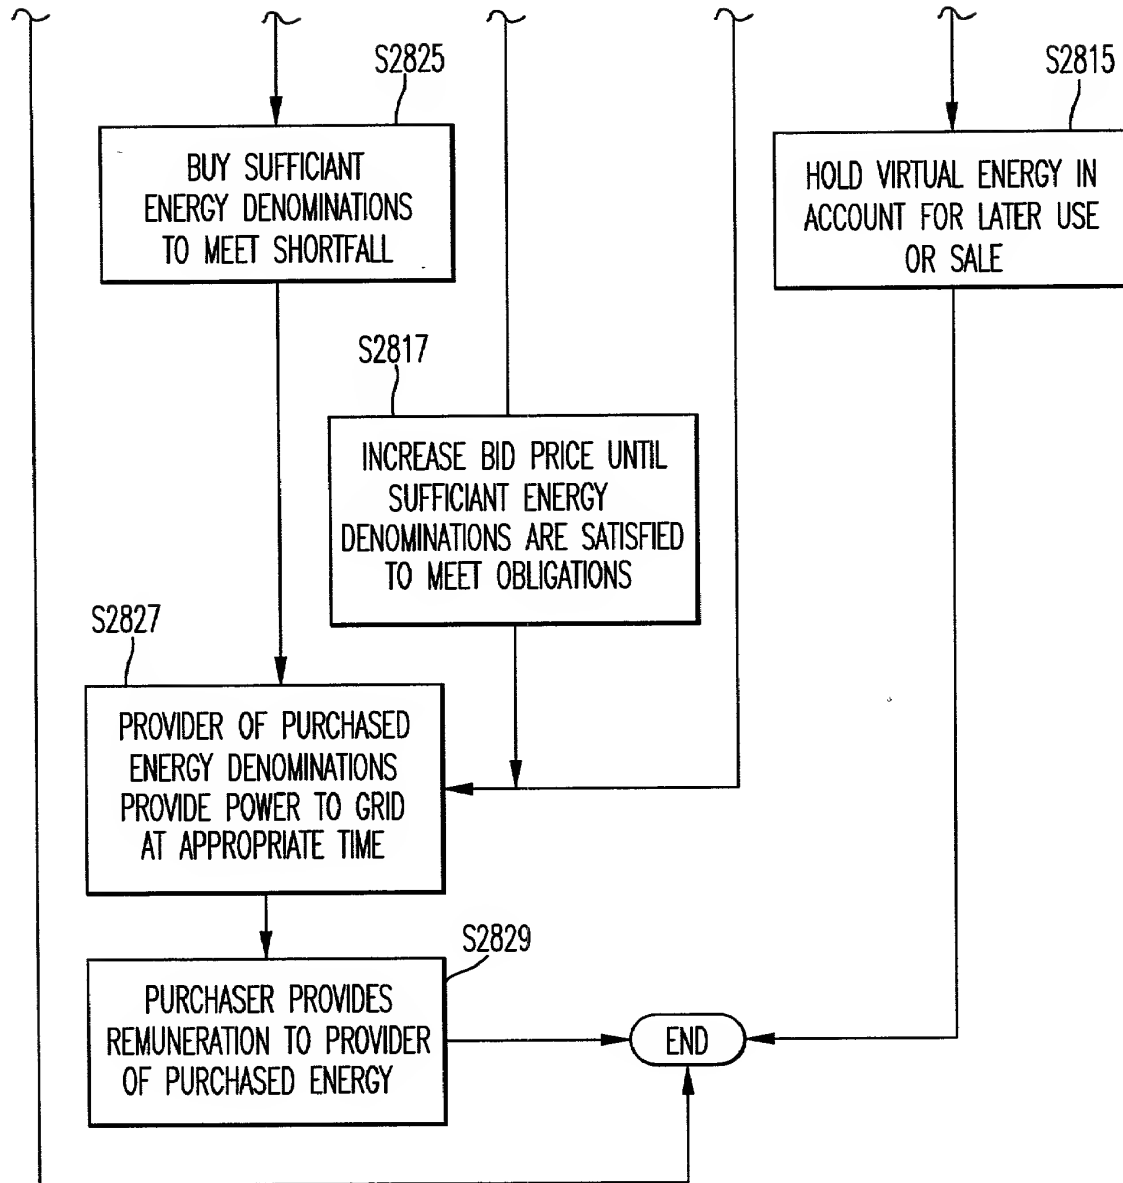 S2825
BUY SUFFICIANT
ENERGY DENOMINATIONS
TO MEET SHORTFALL
S2815
HOLD VIRTUAL ENERGY IN
ACCOUNT FOR LATER USE
OR SALE
S2817
INCREASE BID PRICE UNTIL
SUFFICIANT ENERGY
DENOMINATIONS ARE SATISFIED
TO MEET OBLIGATIONS
S2827
PROVIDER OF PURCHASED
ENERGY DENOMINATIONS
PROVIDE POWER TO GRID
AT APPROPRIATE TIME
S2829
PURCHASER PROVIDES
REMUNERATION TO PROVIDER
OF PURCHASED ENERGY
END